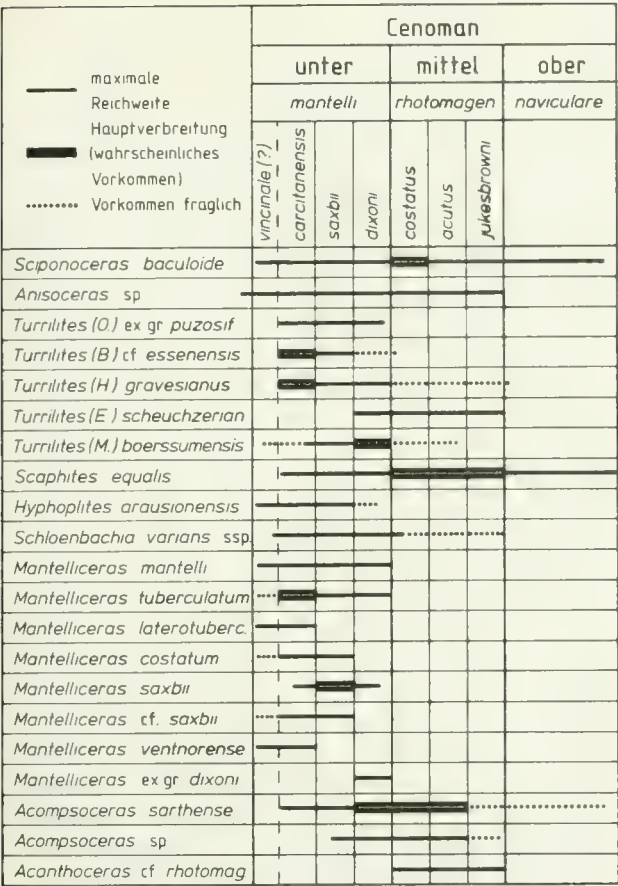 Cenoman
unter mittel ober
mantelli rhotomagen naviculare
maximale
Reichweite
Hauptverbreitung
(wahrscheinliches
Vorkommen)
Vorkommen fraglich
vincinale (?)
carcitanensis
saxbii
dixoni
costatus
acutus
jukesbrowni
Sciponoceras baculoide
Anisoceras sp
Turrilites (O.) ex gr puzosif
Turrilites (B) cf essenensis
Turrilites (H) gravesianus
Turrilites (E) scheuchzerian
Turrilites (M.) boerssumensis
Scaphites equalis
Hyphoplites arausionensis
Schloenbachia varians ssp.
Mantelliceras mantelli
Mantelliceras tuberculatum
Mantelliceras laterotuberc.
Mantelliceras costatum
Mantelliceras saxbii
Mantelliceras cf. saxbii
Mantelliceras ventnorense
Mantelliceras ex gr dixoni
Acompsoceras sarthense
Acompsoceras sp
Acanthoceras cf rhotomag